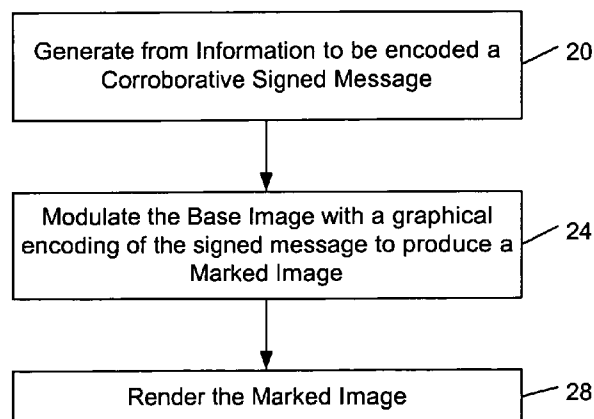 Generate from Information to be encoded a
Corroborative Signed Message
20
Modulate the Base Image with a graphical
encoding of the signed message to produce a
Marked Image
24
Render the Marked Image
28